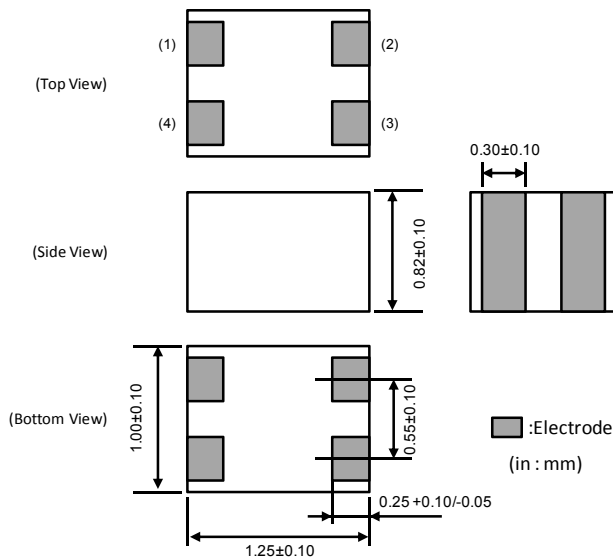 (1)
(2)
(Top View)
(4)
(3)
0.30±0.10
(Side View)
0.82±0.10
(Bottom View)
1.00±0.10
0.55±0.10
:Electrode
(in : mm)
0.25 +0.10/-0.05
1.25±0.10